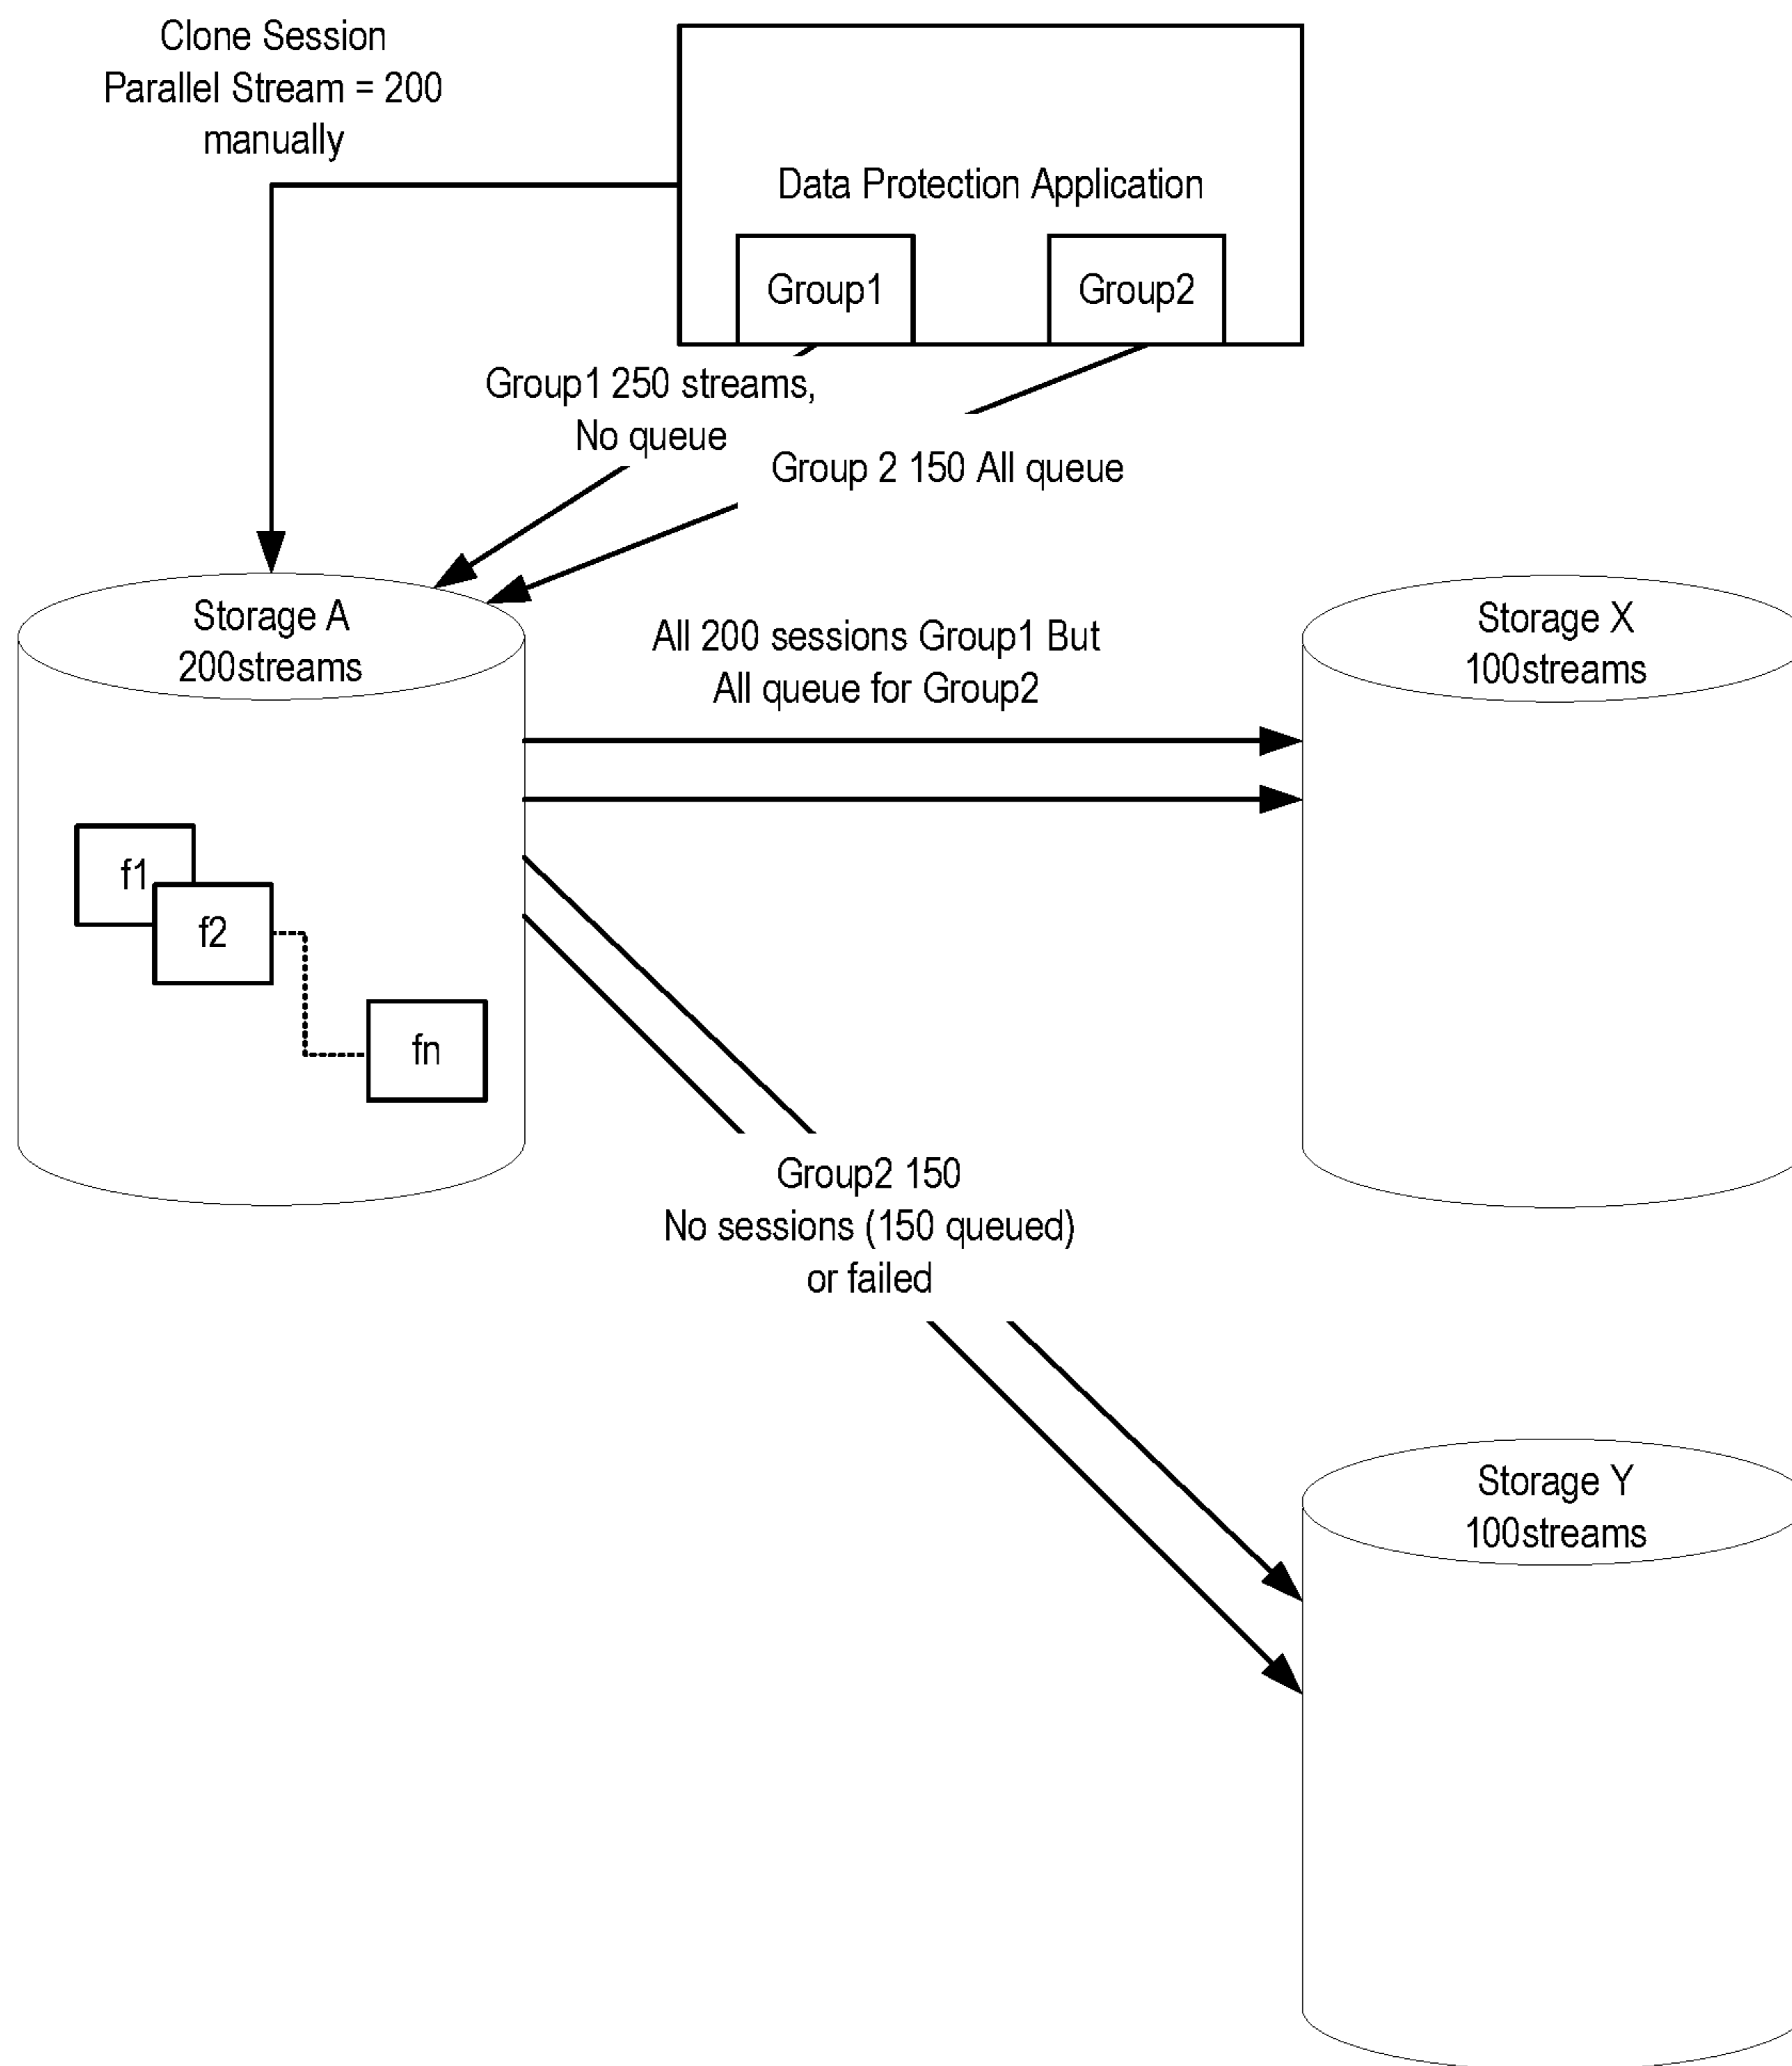 Clone Session
Parallel Stream = 200
manually
Data Protection Application
Group1
Group2
Group1 250 streams,
No queue
Group 2 150 All queue
Storage A
200streams
All 200 sessions Group1 But
All queue for Group2
Storage X
100streams
f1
f2
fn
Group2 150
No sessions (150 queued)
or failed
Storage Y
100streams